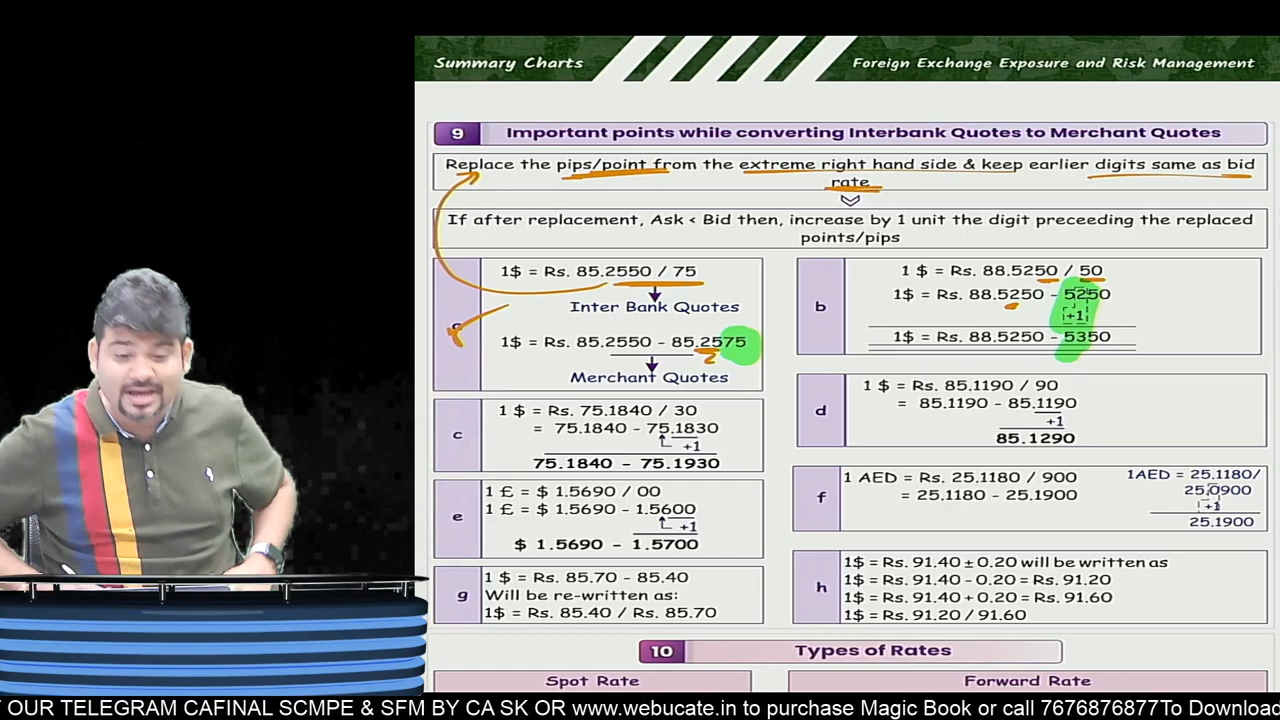 Summary Charts
Foreign Exchange Exposure and Risk Management
9
Important points while converting Interbank Quotes to Merchant Quotes
Replace the pips/point from the extreme right hand side & keep earlier digits same as bid
rate
If after replacement, Ask < Bid then, increase by 1 unit the digit preceeding the replaced
points/pips
1$ = Rs. 85.2550 / 75
Inter Bank Quotes
1$ = Rs. 85.2550 - 85.2575
Merchant Quotes
b
1 $ = Rs. 88.5250 / 50
1$ = Rs. 88.5250 - 5250
+1
1$ = Rs. 88.5250 - 5350
c
1 $ = Rs. 75.1840 / 30
= 75.1840 - 75.1830
+1
75.1840 - 75.1930
d
1 $ = Rs. 85.1190 / 90
= 85.1190 - 85.1190
+1
85.1290
e
1 £ = $ 1.5690 / 00
1 £ = $ 1.5690 - 1.5600
+1
$ 1.5690 - 1.5700
f
1 AED = Rs. 25.1180 / 900
= 25.1180 - 25.1900
1AED = 25.1180/
25.0900
+1
25.1900
g
1 $ = Rs. 85.70 - 85.40
Will be re-written as:
1$ = Rs. 85.40 / Rs. 85.70
h
1$ = Rs. 91.40 ± 0.20 will be written as
1$ = Rs. 91.40 - 0.20 = Rs. 91.20
1$ = Rs. 91.40 + 0.20 = Rs. 91.60
1$ = Rs. 91.20 / 91.60
10
Types of Rates
Spot Rate
Forward Rate
OUR TELEGRAM CAFINAL SCMPE & SFM BY CA SK OR www.webucate.in to purchase Magic Book or call 7676876877To Download